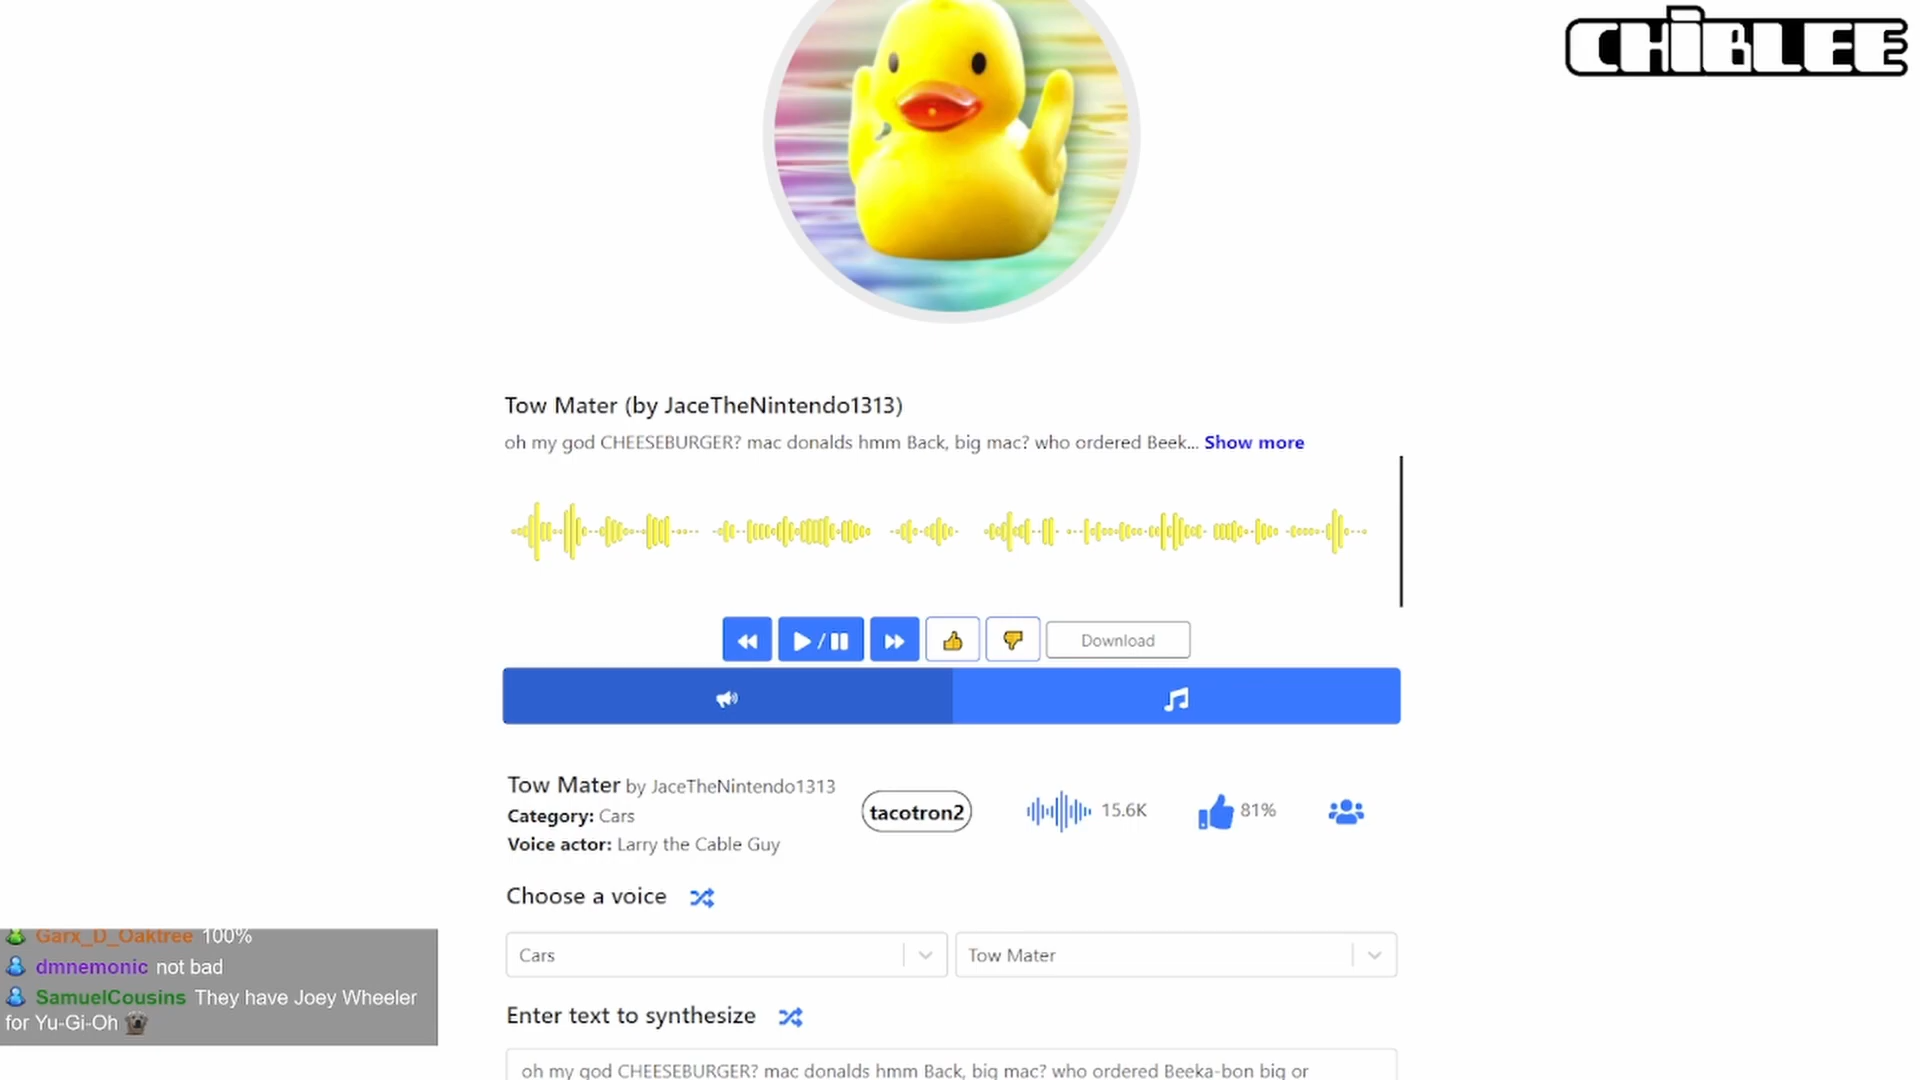 CHIBLEE
Tow Mater (by JaceTheNintendo1313)
oh my god CHEESEBURGER? mac donalds hmm Back, big mac? who ordered Beek... Show more
/
Download
Tow Mater by JaceTheNintendo1313
Category: Cars
Voice actor: Larry the Cable Guy
tacotron2
15.6K
81%
Choose a voice
Cars
Tow Mater
Enter text to synthesize
oh my god CHEESEBURGER? mac donalds hmm Back, big mac? who ordered Beeka-bon big or
Garx_D_Oaktree 100%
dmnemonic not bad
SamuelCousins They have Joey Wheeler
for Yu-Gi-Oh